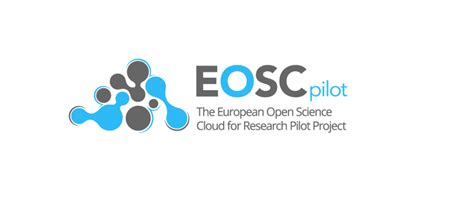 EOSCpilot
The European Open Science
Cloud for Research Pilot Project